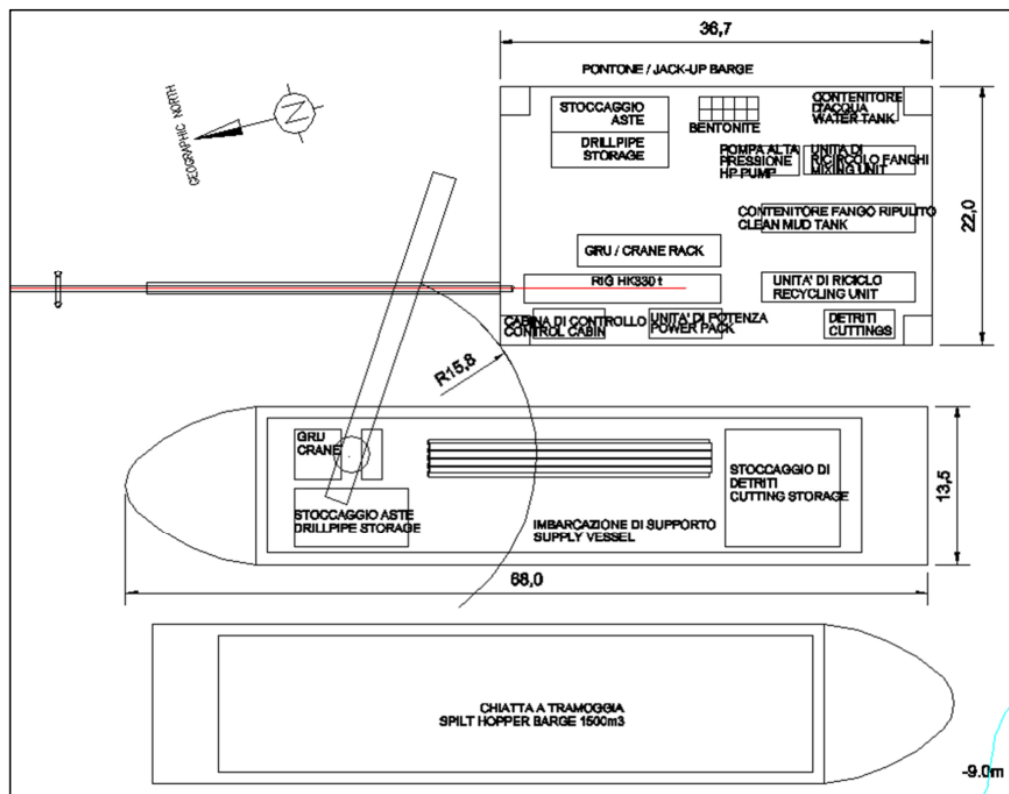 36,7
PONTONE / JACK-UP BARGE
GEOGRAPHIC NORTH
N
STOCCAGGIO
ASTE
DRILLPIPE
STORAGE
BENTONITE
CONTENITORE
D'ACQUA
WATER TANK
POMPA ALTA
PRESSIONE
HP PUMP
UNITA DI
RICIRCOLO FANGHI
MIXING UNIT
CONTENITORE FANGO RIPULITO
CLEAN MUD TANK
22,0
GRU / CRANE RACK
RIG HK330 t
UNITA' DI RICICLO
RECYCLING UNIT
CABINA DI CONTROLLO
CONTROL CABIN
UNITA' DI POTENZA
POWER PACK
DETRITI
CUTTINGS
R15,8
GRU
CRANE
STOCCAGGIO ASTE
DRILLPIPE STORAGE
STOCCAGGIO DI
DETRITI
CUTTING STORAGE
IMBARCAZIONE DI SUPPORTO
SUPPLY VESSEL
13,5
68,0
CHIATTA A TRAMOGGIA
SPILT HOPPER BARGE 1500m3
-9.0m